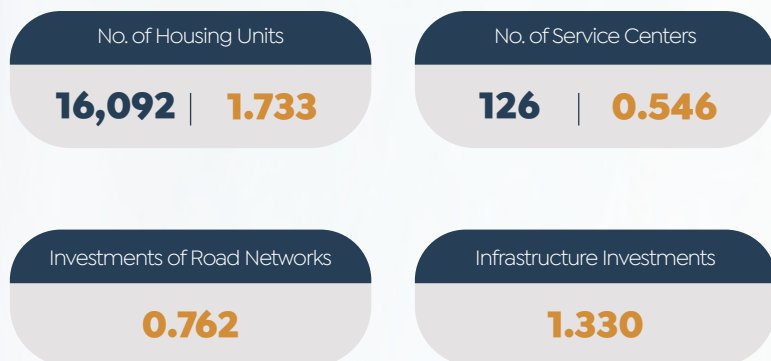 No. of Housing Units
16,092 | 1.733
No. of Service Centers
126 | 0.546
Investments of Road Networks
0.762
Infrastructure Investments
1.330